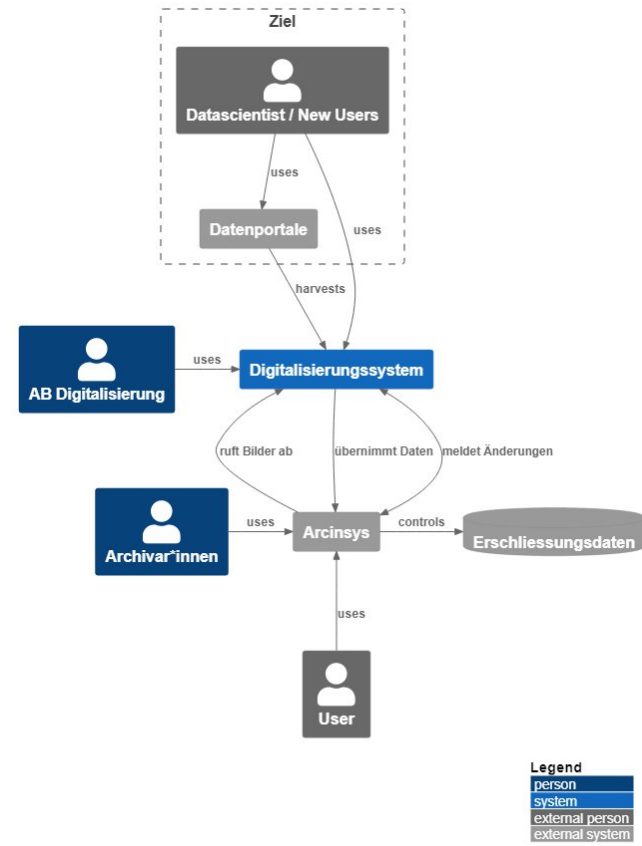 Ziel
Datascientist / New Users
uses
Datenportale
uses
harvests
AB Digitalisierung
uses
Digitalisierungssystem
ruft Bilder ab
übernimmt Daten
meldet Änderungen
Archivar*innen
uses
Arcinsys
controls
Erschliessungsdaten
uses
User
Legend
person
system
external person
external system